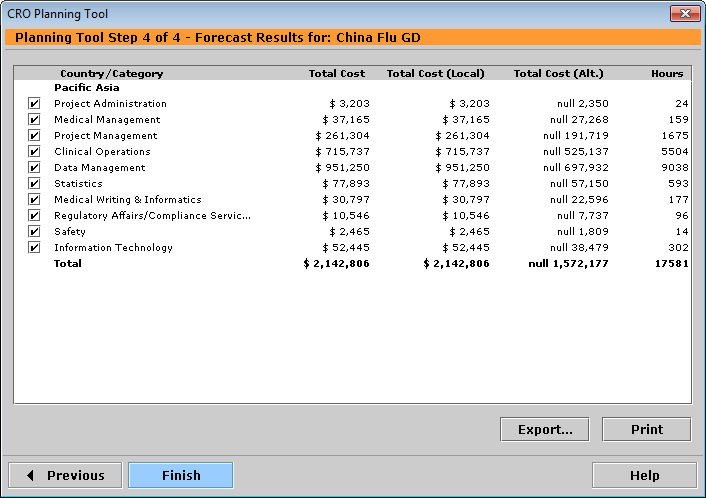 CRO Planning Tool
Planning Tool Step 4 of 4 - Forecast Results for: China Flu GD
Country/Category Total Cost Total Cost (Local) Total Cost (Alt.) Hours
Pacific Asia
Project Administration $ 3,203 $ 3,203 null 2,350 24
Medical Management $ 37,165 $ 37,165 null 27,268 159
Project Management $ 261,304 $ 261,304 null 191,719 1675
Clinical Operations $ 715,737 $ 715,737 null 525,137 5504
Data Management $ 951,250 $ 951,250 null 697,932 9038
Statistics $ 77,893 $ 77,893 null 57,150 593
Medical Writing & Informatics $ 30,797 $ 30,797 null 22,596 177
Regulatory Affairs/Compliance Servic... $ 10,546 $ 10,546 null 7,737 96
Safety $ 2,465 $ 2,465 null 1,809 14
Information Technology $ 52,445 $ 52,445 null 38,479 302
Total $ 2,142,806 $ 2,142,806 null 1,572,177 17581
Export... Print
Previous Finish Help